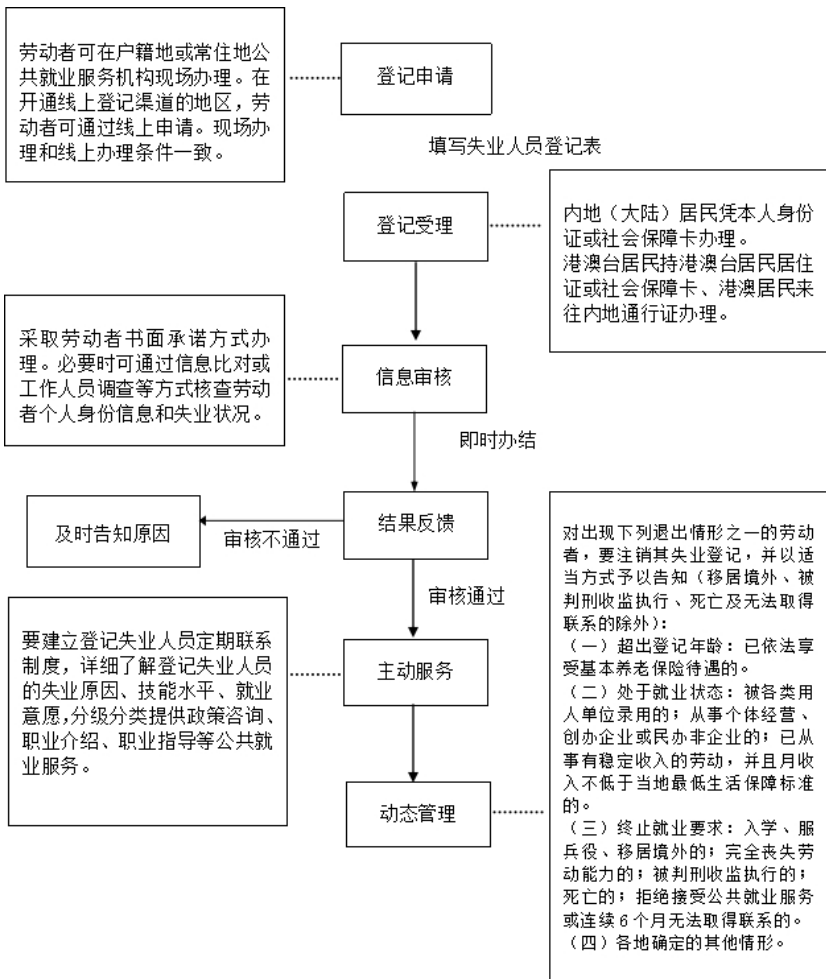 劳动者可在户籍地或常住地公
共就业服务机构现场办理。在
开通线上登记渠道的地区，劳
动者可通过线上申请。现场办
理和线上办理条件一致。
登记申请
填写失业人员登记表
登记受理
内地（大陆）居民凭本人身份
证或社会保障卡办理。
港澳台居民持港澳台居民居住
证或社会保障卡、港澳居民来
往内地通行证办理。
采取劳动者书面承诺方式办
理。必要时可通过信息比对或
工作人员调查等方式核查劳动
者个人身份信息和失业状况。
信息审核
即时办结
结果反馈
审核不通过
及时告知原因
审核通过
要建立登记失业人员定期联系
制度，详细了解登记失业人员
的失业原因、技能水平、就业
意愿，分级分类提供政策咨询、
职业介绍、职业指导等公共就
业服务。
主动服务
动态管理
对出现下列退出情形之一的劳动
者，要注销其失业登记，并以适
当方式予以告知（移居境外、被
判刑收监执行、死亡及无法取得
联系的除外）：
（一）超出登记年龄：已依法享
受基本养老保险待遇的。
（二）处于就业状态：被各类用
人单位录用的；从事个体经营、
创办企业或民办非企业的；已从
事有稳定收入的劳动，并且月收
入不低于当地最低生活保障标准
的。
（三）终止就业要求：入学、服
兵役、移居境外的；完全丧失劳
动能力的；被判刑收监执行的；
死亡的；拒绝接受公共就业服务
或连续6个月无法取得联系的。
（四）各地确定的其他情形。